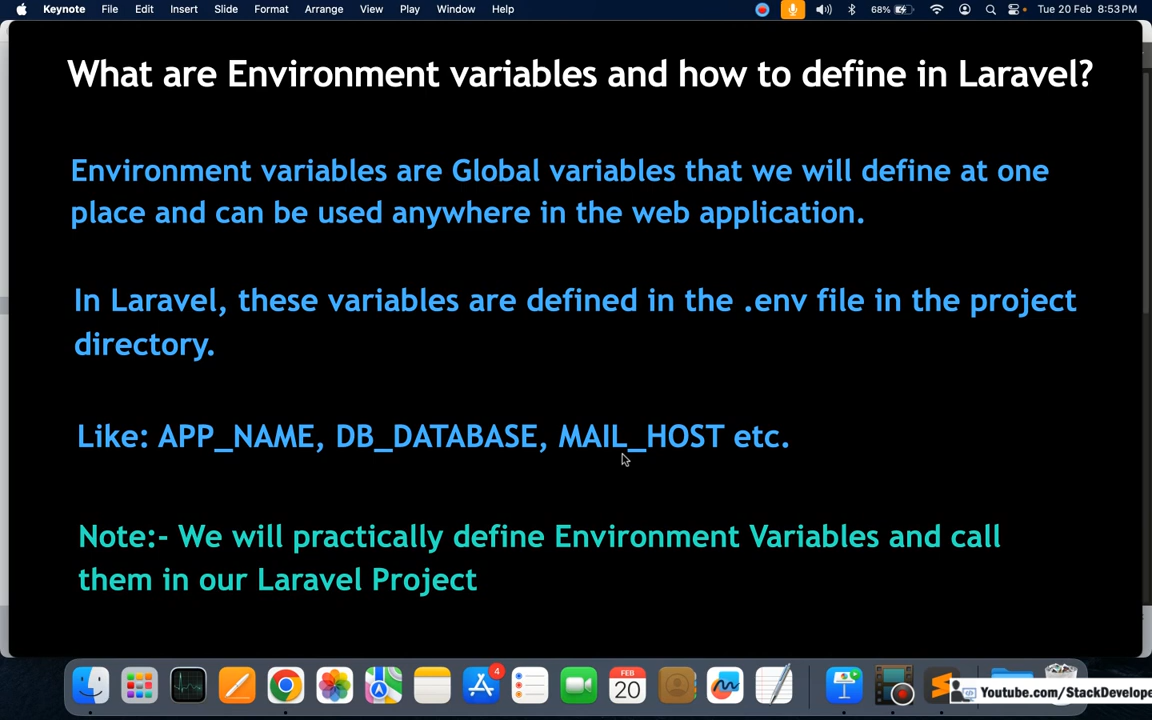 Keynote File Edit Insert Slide Format Arrange View Play Window Help 68% Tue 20 Feb 8:53 PM
What are Environment variables and how to define in Laravel?
Environment variables are Global variables that we will define at one
place and can be used anywhere in the web application.
In Laravel, these variables are defined in the .env file in the project
directory.
Like: APP_NAME, DB_DATABASE, MAIL_HOST etc.
Note:- We will practically define Environment Variables and call
them in our Laravel Project
4
FEB
20
Youtube.com/StackDevelope